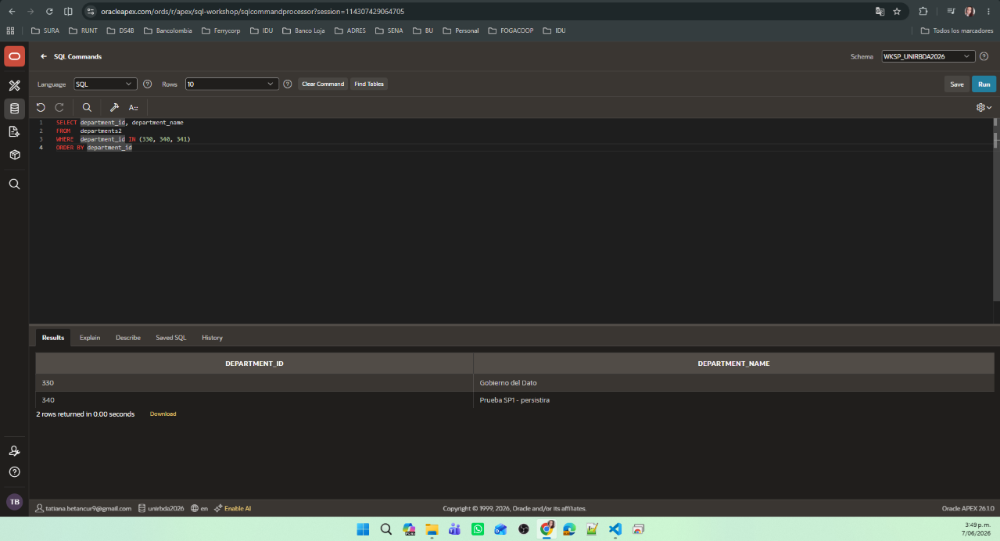 oracleapex.com/ords/r/apex/sql-workshop/sqlcommandprocessor?session=114307429064705
SURA RUNT DS4B Bancolombia Ferrycorp IDU Banco Loja ADRES SENA BU Personal FOGACOOP IDU Todos los marcadores
SQL Commands Schema WKSP_UNIRBDA2026
Language SQL Rows 10 Clear Command Find Tables Save Run
1 SELECT department_id, department_name
2 FROM departments2
3 WHERE department_id IN (330, 340, 341)
4 ORDER BY department_id
Results Explain Describe Saved SQL History
DEPARTMENT_ID DEPARTMENT_NAME
330 Gobierno del Dato
340 Prueba SP1 - persistira
2 rows returned in 0.00 seconds Download
TB tatiana.betancur9@gmail.com unirbda2026 en Enable AI Copyright © 1999, 2026, Oracle and/or its affiliates. Oracle APEX 26.1.0
3:49 p.m.
7/06/2026